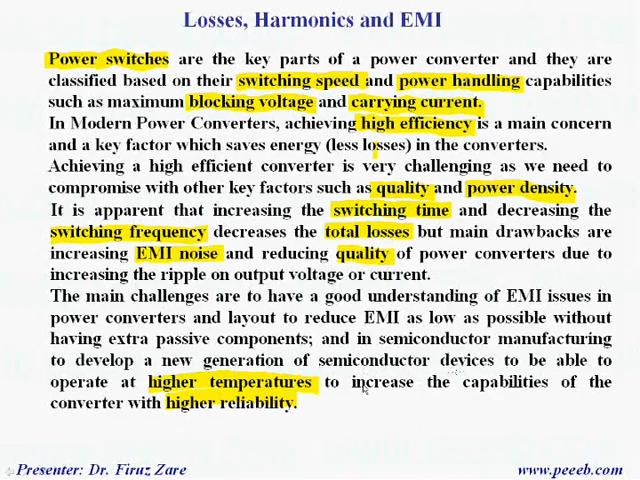 Losses, Harmonics and EMI
Power switches are the key parts of a power converter and they are
classified based on their switching speed and power handling capabilities
such as maximum blocking voltage and carrying current.
In Modern Power Converters, achieving high efficiency is a main concern
and a key factor which saves energy (less losses) in the converters.
Achieving a high efficient converter is very challenging as we need to
compromise with other key factors such as quality and power density.
It is apparent that increasing the switching time and decreasing the
switching frequency decreases the total losses but main drawbacks are
increasing EMI noise and reducing quality of power converters due to
increasing the ripple on output voltage or current.
The main challenges are to have a good understanding of EMI issues in
power converters and layout to reduce EMI as low as possible without
having extra passive components; and in semiconductor manufacturing
to develop a new generation of semiconductor devices to be able to
operate at higher temperatures to increase the capabilities of the
converter with higher reliability.
Presenter: Dr. Firuz Zare
www.peeeb.com